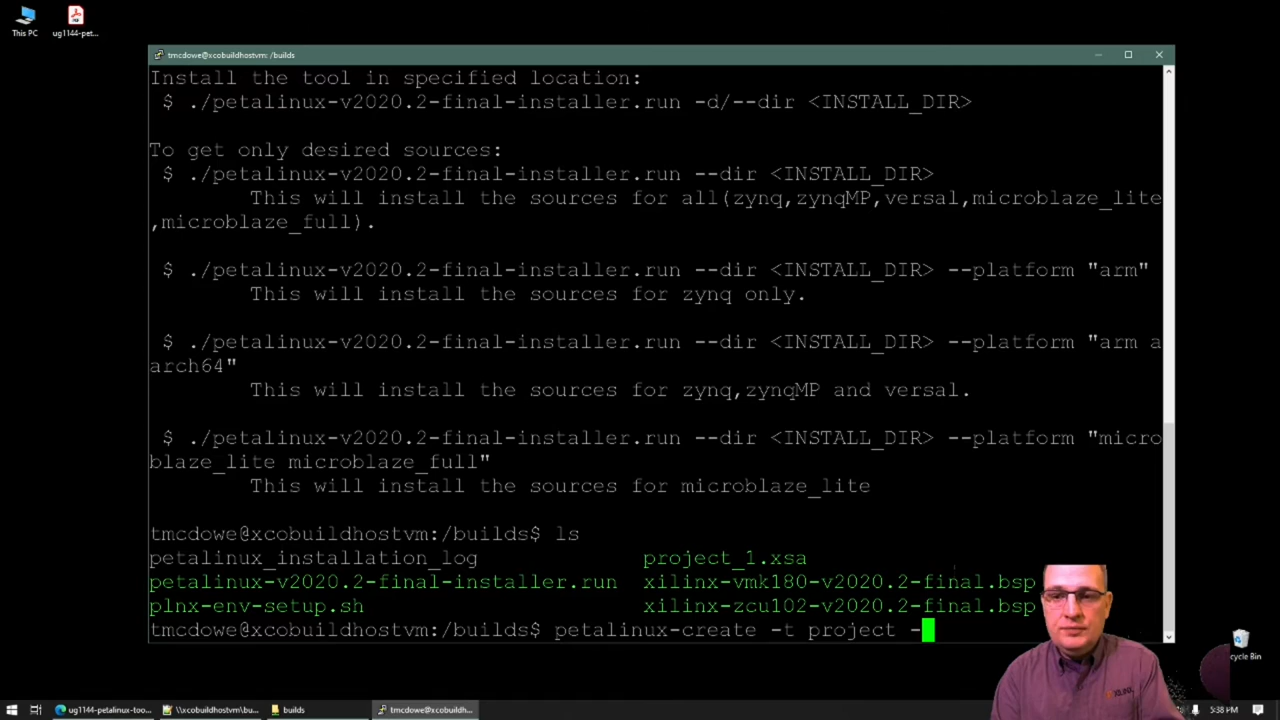 This PC
ug1144-pet...
tmcdowe@xcobuildhostvm: /builds
Install the tool in specified location:
$ ./petalinux-v2020.2-final-installer.run -d/--dir <INSTALL_DIR>
To get only desired sources:
$ ./petalinux-v2020.2-final-installer.run --dir <INSTALL_DIR>
This will install the sources for all(zynq,zynqMP,versal,microblaze_lite
,microblaze_full).
$ ./petalinux-v2020.2-final-installer.run --dir <INSTALL_DIR> --platform "arm"
This will install the sources for zynq only.
$ ./petalinux-v2020.2-final-installer.run --dir <INSTALL_DIR> --platform "arm a
arch64"
This will install the sources for zynq,zynqMP and versal.
$ ./petalinux-v2020.2-final-installer.run --dir <INSTALL_DIR> --platform "micro
blaze_lite microblaze_full"
This will install the sources for microblaze_lite
tmcdowe@xcobuildhostvm:/builds$ ls
petalinux_installation_log project_1.xsa
petalinux-v2020.2-final-installer.run xilinx-vmk180-v2020.2-final.bsp
plnx-env-setup.sh xilinx-zcu102-v2020.2-final.bsp
tmcdowe@xcobuildhostvm:/builds$ petalinux-create -t project -
XILINX
ycle Bin
ug1144-petalinux-too...
\\xcobuildhostvm\bu...
builds
tmcdowe@xcobuildh...
5:38 PM